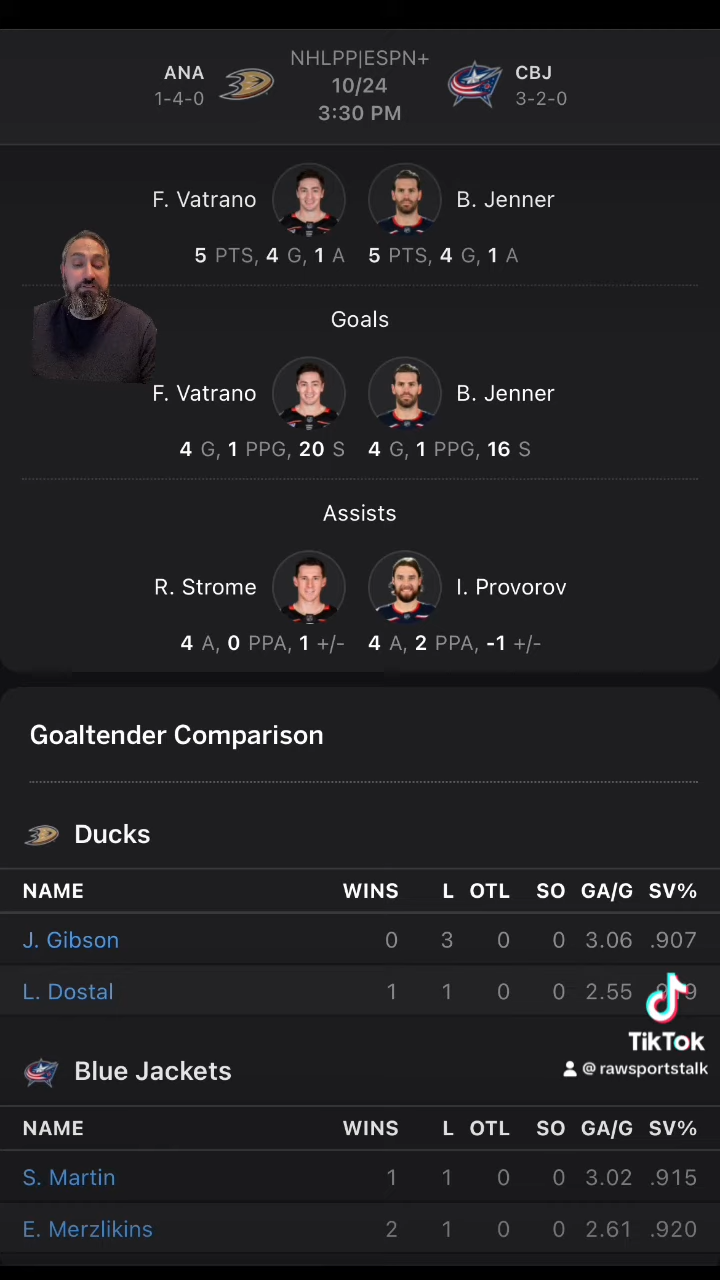 NHLPP|ESPN+
ANA CBJ
10/24
1-4-0 3-2-0
3:30 PM
F. Vatrano B. Jenner
5 PTS, 4 G, 1 A 5 PTS, 4 G, 1 A
Goals
F. Vatrano B. Jenner
4 G, 1 PPG, 20 S 4 G, 1 PPG, 16 S
Assists
R. Strome I. Provorov
4 A, 0 PPA, 1 +/- 4 A, 2 PPA, -1 +/-
Goaltender Comparison
Ducks
NAME WINS L OTL SO GA/G SV%
J. Gibson 0 3 0 0 3.06 .907
L. Dostal 1 1 0 0 2.55
TikTok
@rawsportstalk
Blue Jackets
NAME WINS L OTL SO GA/G SV%
S. Martin 1 1 0 0 3.02 .915
E. Merzlikins 2 1 0 0 2.61 .920